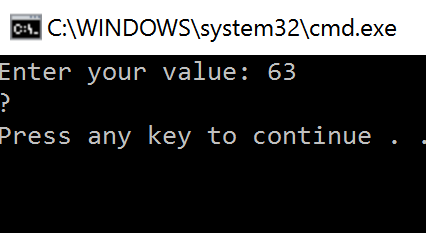 C:\WINDOWS\system32\cmd.exe
Enter your value: 63
?
Press any key to continue . .